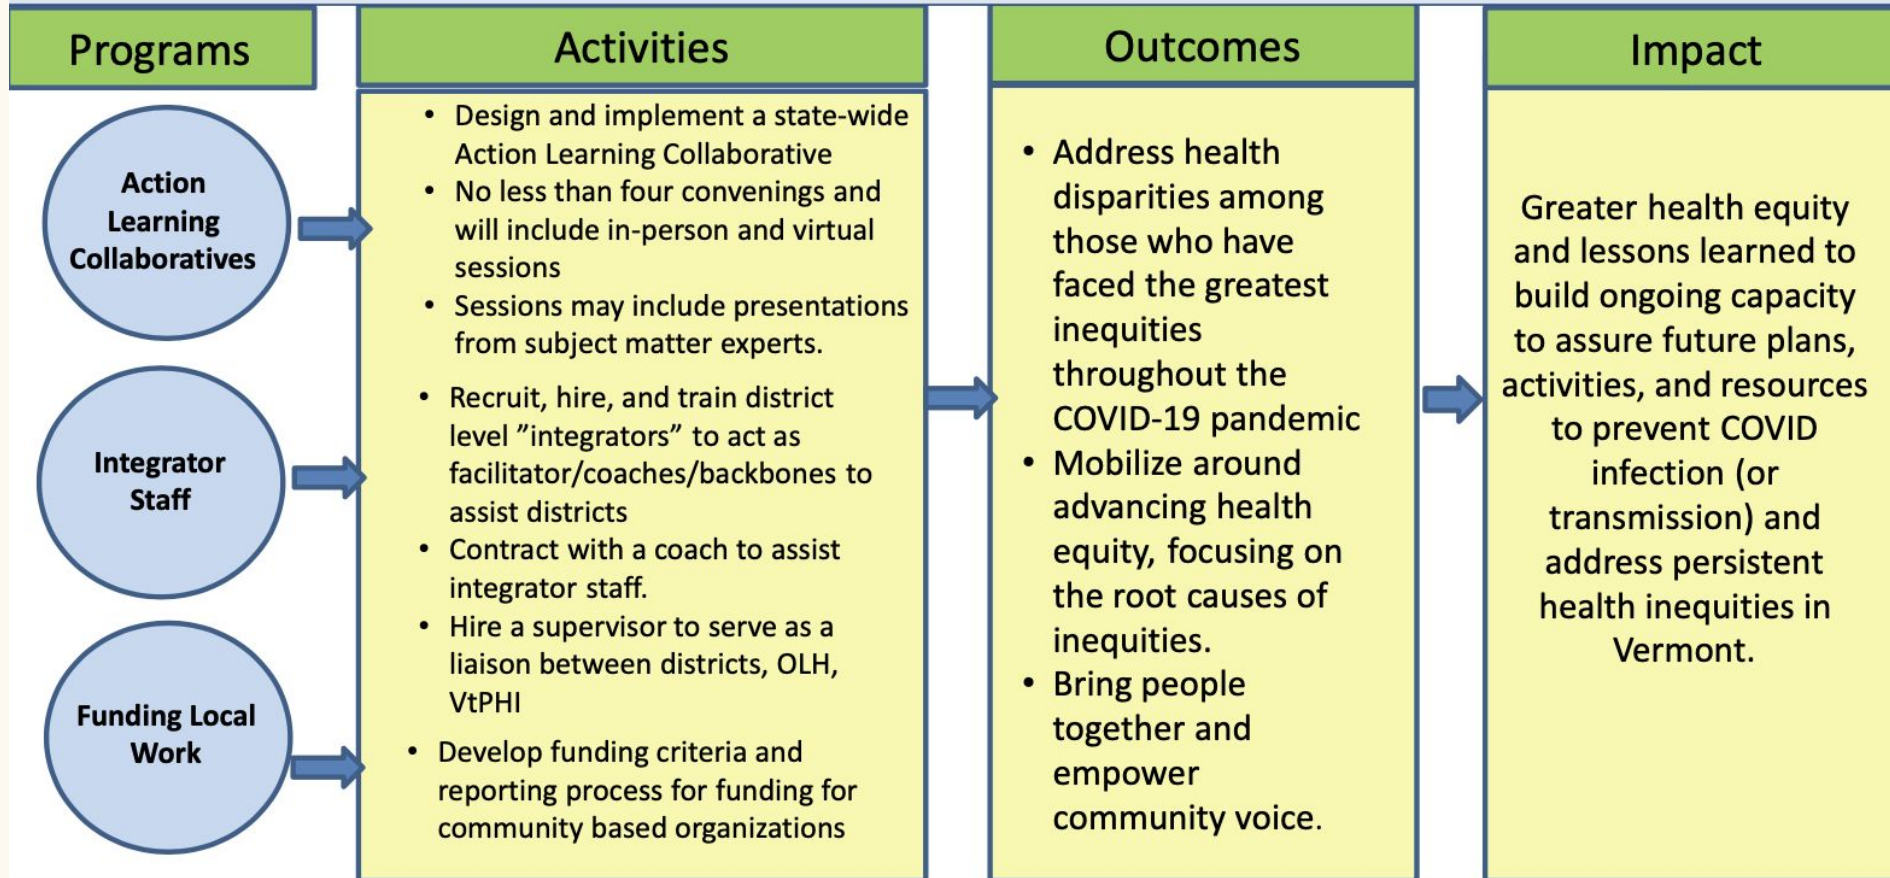 Programs
Action
Learning
Collaboratives
Integrator
Staff
Funding Local
Work
Activities
• Design and implement a state-wide
Action Learning Collaborative
• No less than four convenings and
will include in-person and virtual
sessions
• Sessions may include presentations
from subject matter experts.
• Recruit, hire, and train district
level ”integrators” to act as
facilitator/coaches/backbones to
assist districts
• Contract with a coach to assist
integrator staff.
• Hire a supervisor to serve as a
liaison between districts, OLH,
VtPHI
• Develop funding criteria and
reporting process for funding for
community based organizations
Outcomes
• Address health
disparities among
those who have
faced the greatest
inequities
throughout the
COVID-19 pandemic
• Mobilize around
advancing health
equity, focusing on
the root causes of
inequities.
• Bring people
together and
empower
community voice.
Impact
Greater health equity
and lessons learned to
build ongoing capacity
to assure future plans,
activities, and resources
to prevent COVID
infection (or
transmission) and
address persistent
health inequities in
Vermont.